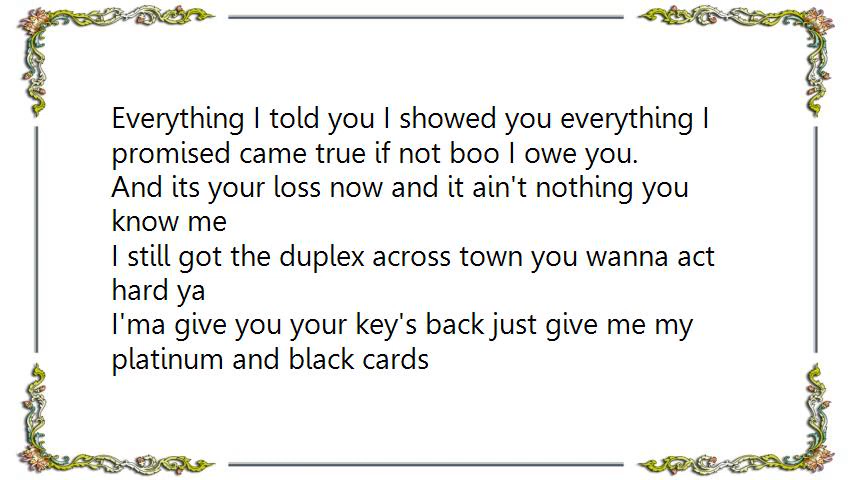 Everything I told you I showed you everything I
promised came true if not boo I owe you.
And its your loss now and it ain't nothing you
know me
I still got the duplex across town you wanna act
hard ya
I'ma give you your key's back just give me my
platinum and black cards